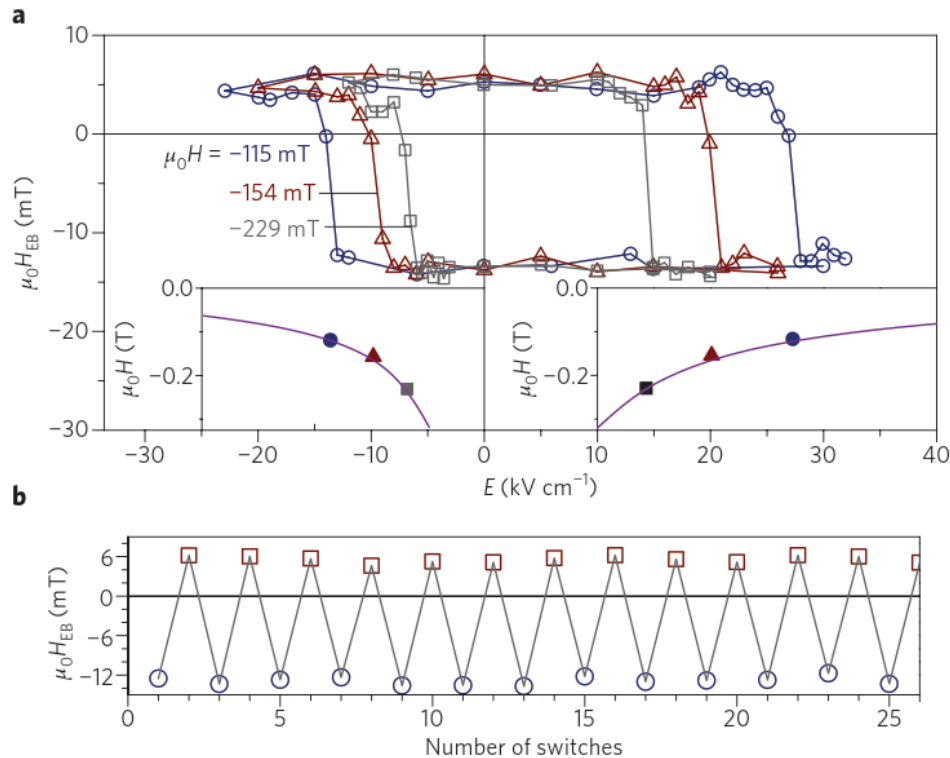 a
10
0
−10
−20
−30
μ₀H_EB (mT)
μ₀H = −115 mT
−154 mT
−229 mT
0.0
−0.2
μ₀H (T)
0.0
−0.2
μ₀H (T)
−30 −20 −10 0 10 20 30 40
E (kV cm⁻¹)
b
6
0
−6
−12
μ₀H_EB (mT)
0 5 10 15 20 25
Number of switches